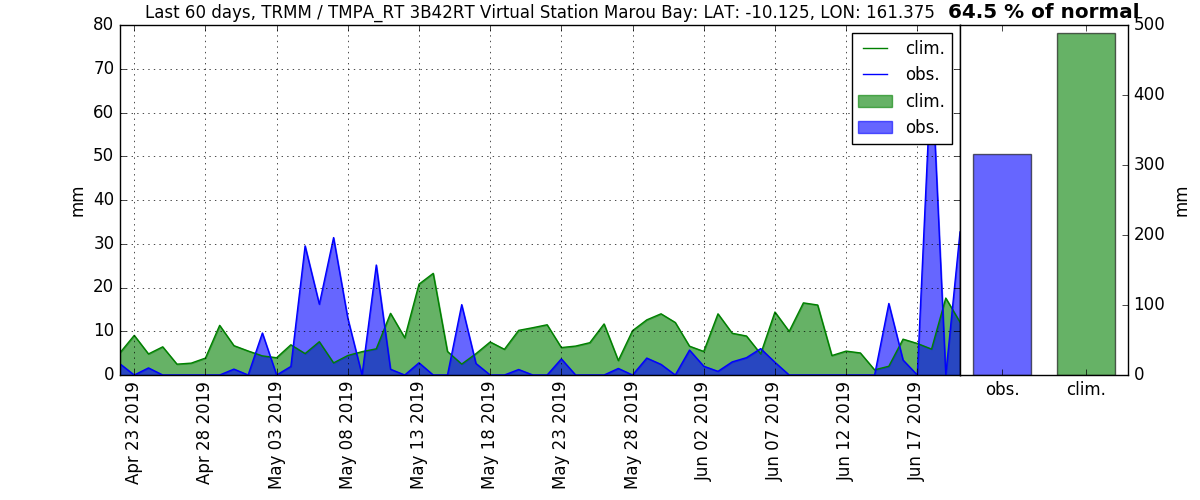 Last 60 days, TRMM / TMPA_RT 3B42RT Virtual Station Marou Bay: LAT: -10.125, LON: 161.375 64.5 % of normal
80
70
60
50
40
30
20
10
0
mm
clim.
obs.
clim.
obs.
500
400
300
200
100
0
mm
obs.
clim.
Apr 23 2019
Apr 28 2019
May 03 2019
May 08 2019
May 13 2019
May 18 2019
May 23 2019
May 28 2019
Jun 02 2019
Jun 07 2019
Jun 12 2019
Jun 17 2019